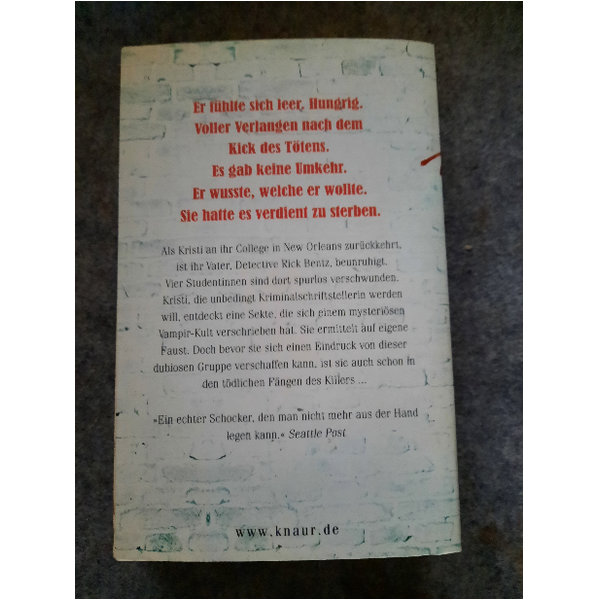 Er fühlte sich leer. Hungrig.
Voller Verlangen nach dem
Kick des Tötens.
Es gab keine Umkehr.
Er wusste, welche er wollte.
Sie hatte es verdient zu sterben.
Als Kristi an ihr College in New Orleans zurückkehrt,
ist ihr Vater, Detective Rick Bentz, beunruhigt.
Vier Studentinnen sind dort spurlos verschwunden.
Kristi, die unbedingt Kriminalschriftstellerin werden
will, entdeckt eine Sekte, die sich einem mysteriösen
Vampir-Kult verschrieben hat. Sie ermittelt auf eigene
Faust. Doch bevor sie sich einen Eindruck von dieser
dubiosen Gruppe verschaffen kann, ist sie auch schon in
den tödlichen Fängen des Killers ...
»Ein echter Schocker, den man nicht mehr aus der Hand
legen kann.« Seattle Post
www.knaur.de